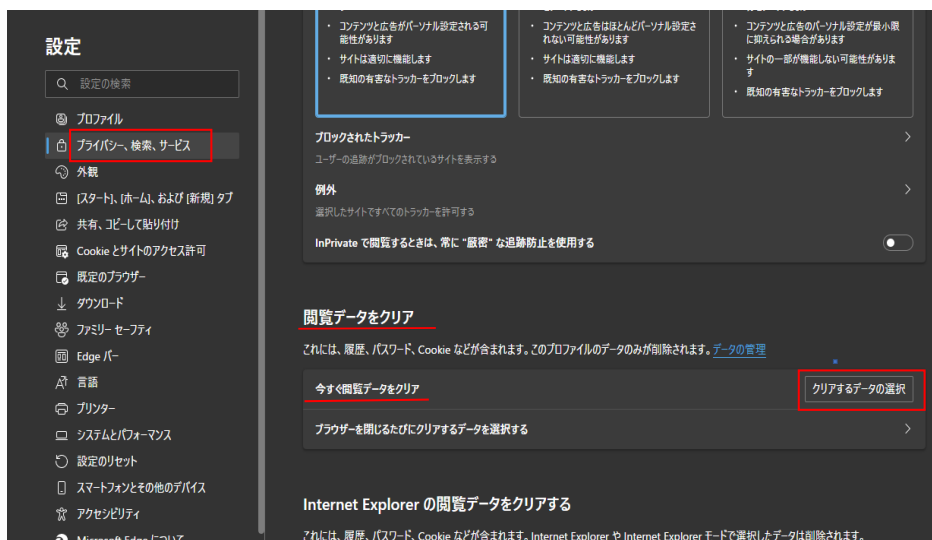 設定
設定の検索
プロファイル
プライバシー、検索、サービス
外観
[スタート]、[ホーム]、および [新規] タブ
共有、コピーして貼り付け
Cookie とサイトのアクセス許可
既定のブラウザー
ダウンロード
ファミリー セーフティ
Edge バー
言語
プリンター
システムとパフォーマンス
設定のリセット
スマートフォンとその他のデバイス
アクセシビリティ
Microsoft Edge について
・ コンテンツと広告がパーソナル設定される可
能性があります
・ サイトは適切に機能します
・ 既知の有害なトラッカーをブロックします
・ コンテンツと広告はほとんどパーソナル設定さ
れない可能性があります
・ サイトは適切に機能します
・ 既知の有害なトラッカーをブロックします
・ コンテンツと広告のパーソナル設定が最小限
に抑えられる場合があります
・ サイトの一部が機能しない可能性がありま
す
・ 既知の有害なトラッカーをブロックします
ブロックされたトラッカー
ユーザーの追跡がブロックされているサイトを表示する
例外
選択したサイトですべてのトラッカーを許可する
InPrivate で閲覧するときは、常に "厳密" な追跡防止を使用する
閲覧データをクリア
これには、履歴、パスワード、Cookie などが含まれます。このプロファイルのデータのみが削除されます。データの管理
今すぐ閲覧データをクリア
クリアするデータの選択
ブラウザーを閉じるたびにクリアするデータを選択する
Internet Explorer の閲覧データをクリアする
これには、履歴、パスワード、Cookie などが含まれます。Internet Explorer や Internet Explorer モードで選択したデータは削除されます。